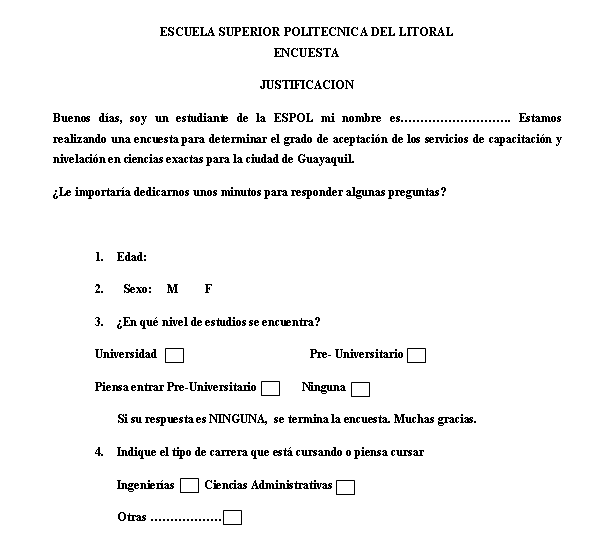 ESCUELA SUPERIOR POLITECNICA DEL LITORAL
ENCUESTA
JUSTIFICACION
Buenos días, soy un estudiante de la ESPOL mi nombre es............................ Estamos
realizando una encuesta para determinar el grado de aceptación de los servicios de capacitación y
nivelación en ciencias exactas para la ciudad de Guayaquil.
¿Le importaría dedicarnos unos minutos para responder algunas preguntas?
1. Edad:
2. Sexo: M F
3. ¿En qué nivel de estudios se encuentra?
Universidad Pre- Universitario
Piensa entrar Pre-Universitario Ninguna
Si su respuesta es NINGUNA, se termina la encuesta. Muchas gracias.
4. Indique el tipo de carrera que está cursando o piensa cursar
Ingenierías Ciencias Administrativas
Otras ..................